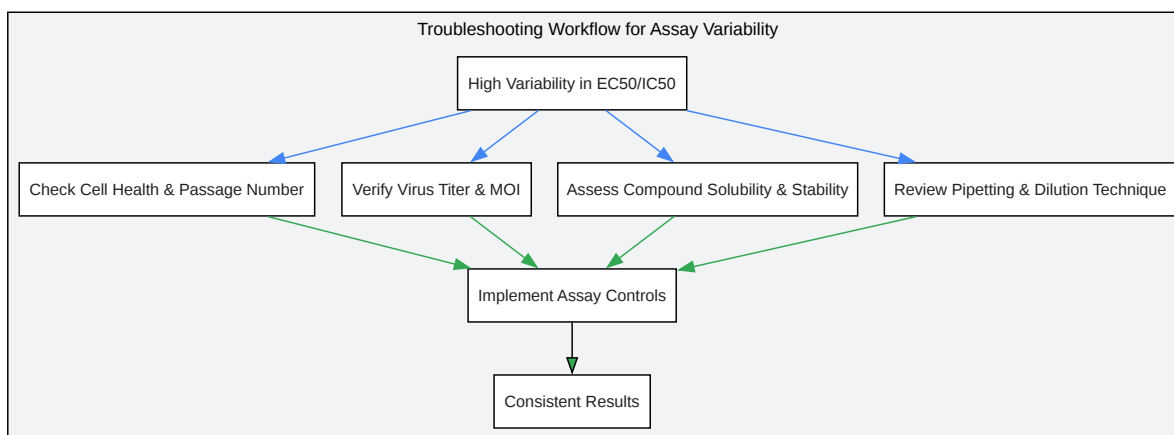 Troubleshooting Workflow for Assay Variability
High Variability in EC50/IC50
Check Cell Health & Passage Number
Verify Virus Titer & MOI
Assess Compound Solubility & Stability
Review Pipetting & Dilution Technique
Implement Assay Controls
Consistent Results